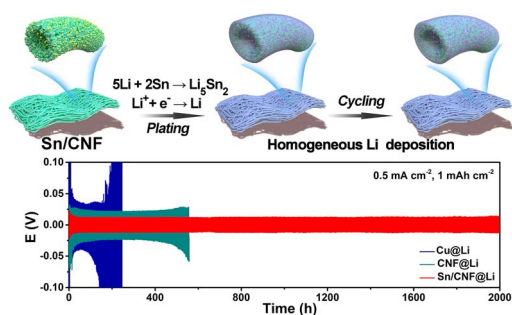 5Li + 2Sn → Li₅Sn₂
Li⁺ + e⁻ → Li
Plating
Cycling
Sn/CNF
Homogeneous Li deposition
0.5 mA cm⁻², 1 mAh cm⁻²
E (V)
0.10
0.05
0.00
-0.05
-0.10
Cu@Li
CNF@Li
Sn/CNF@Li
0 400 800 1200 1600 2000
Time (h)